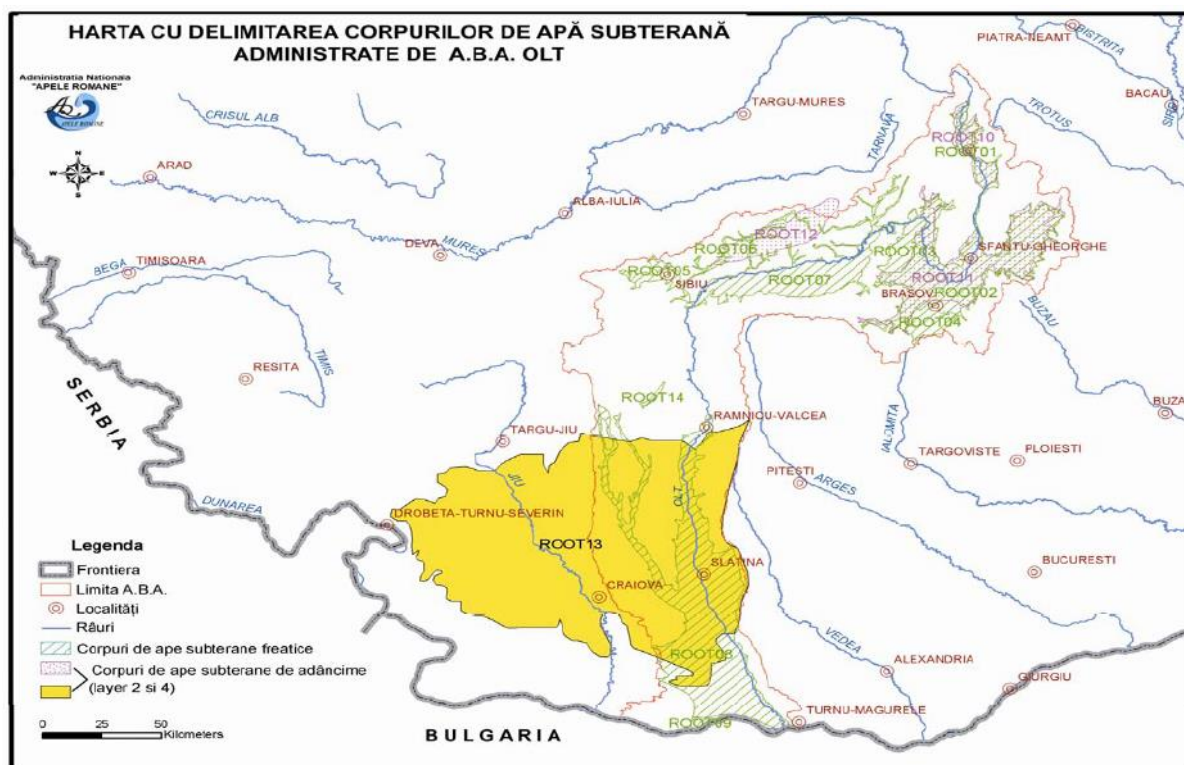 HARTA CU DELIMITAREA CORPURILOR DE APĂ SUBTERANĂ
ADMINISTRATE DE A.B.A. OLT
Administratia Nationala
"APELE ROMANE"
APELE ROMANE
N
W E
S
PIATRA-NEAMT
BISTRITA
BACAU
TROTUS
CRISUL ALB
TARGU-MURES
TARNAVA
ROOT10
ROOT01
ARAD
ALBA-IULIA
DEVA
MURES
ROOT12
ROOT06
ROOT03
SFANTU-GHEORGHE
BEGA
TIMISOARA
ROOT05
SIBIU
ROOT07
ROOT11
BRASOV
ROOT02
ROOT04
BUZAU
TIMIS
RESITA
SERBIA
ROOT14
RAMNICU-VALCEA
IALOMITA
BUZA
TARGU-JIU
TARGOVISTE
PLOIESTI
PITESTI
JIU
OLT
ARGES
DUNAREA
DROBETA-TURNU-SEVERIN
ROOT13
SLATINA
BUCURESTI
CRAIOVA
VEDEA
ROOT08
ALEXANDRIA
GIURGIU
ROOT09
TURNU-MAGURELE
BULGARIA
Legenda
Frontiera
Limita A.B.A.
Localități
Râuri
Corpuri de ape subterane freatice
Corpuri de ape subterane de adâncime
(layer 2 si 4)
0 25 50
Kilometers